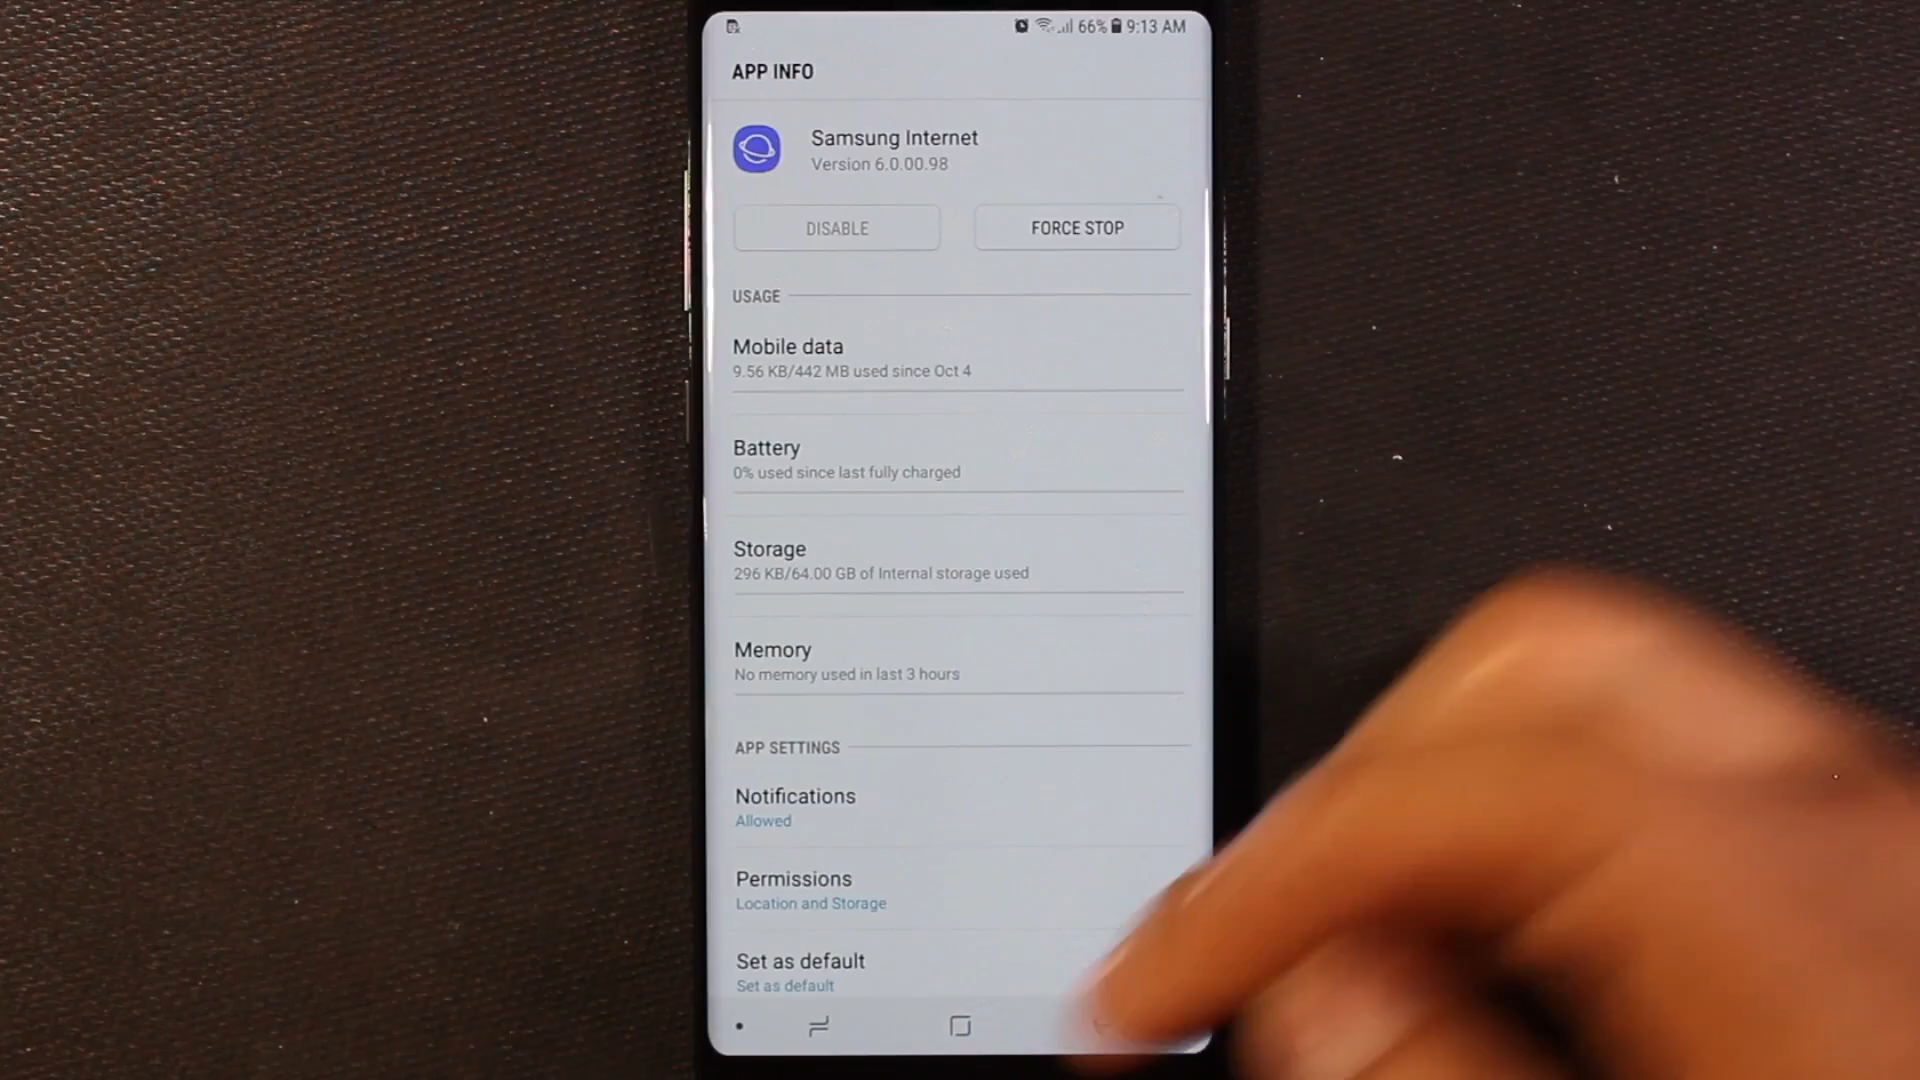 66% 9:13 AM
APP INFO
Samsung Internet
Version 6.0.00.98
DISABLE
FORCE STOP
USAGE
Mobile data
9.56 KB/442 MB used since Oct 4
Battery
0% used since last fully charged
Storage
296 KB/64.00 GB of Internal storage used
Memory
No memory used in last 3 hours
APP SETTINGS
Notifications
Allowed
Permissions
Location and Storage
Set as default
Set as default